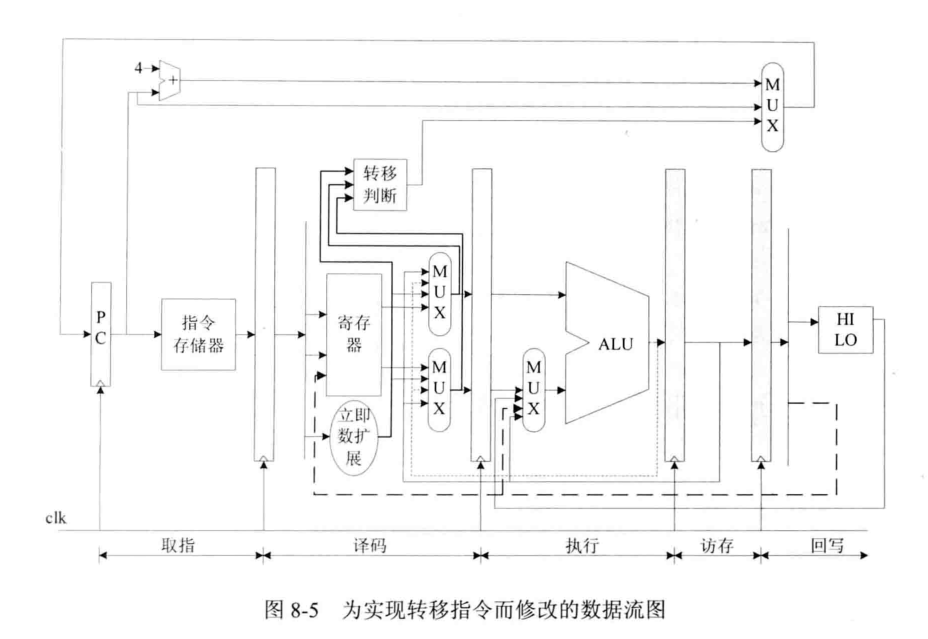 4
+
M
U
X
转移
判断
P
C
指令
存储器
寄存
器
立即
数扩
展
M
U
X
M
U
X
M
U
X
ALU
HI
LO
clk
取指
译码
执行
访存
回写
图 8-5 为实现转移指令而修改的数据流图